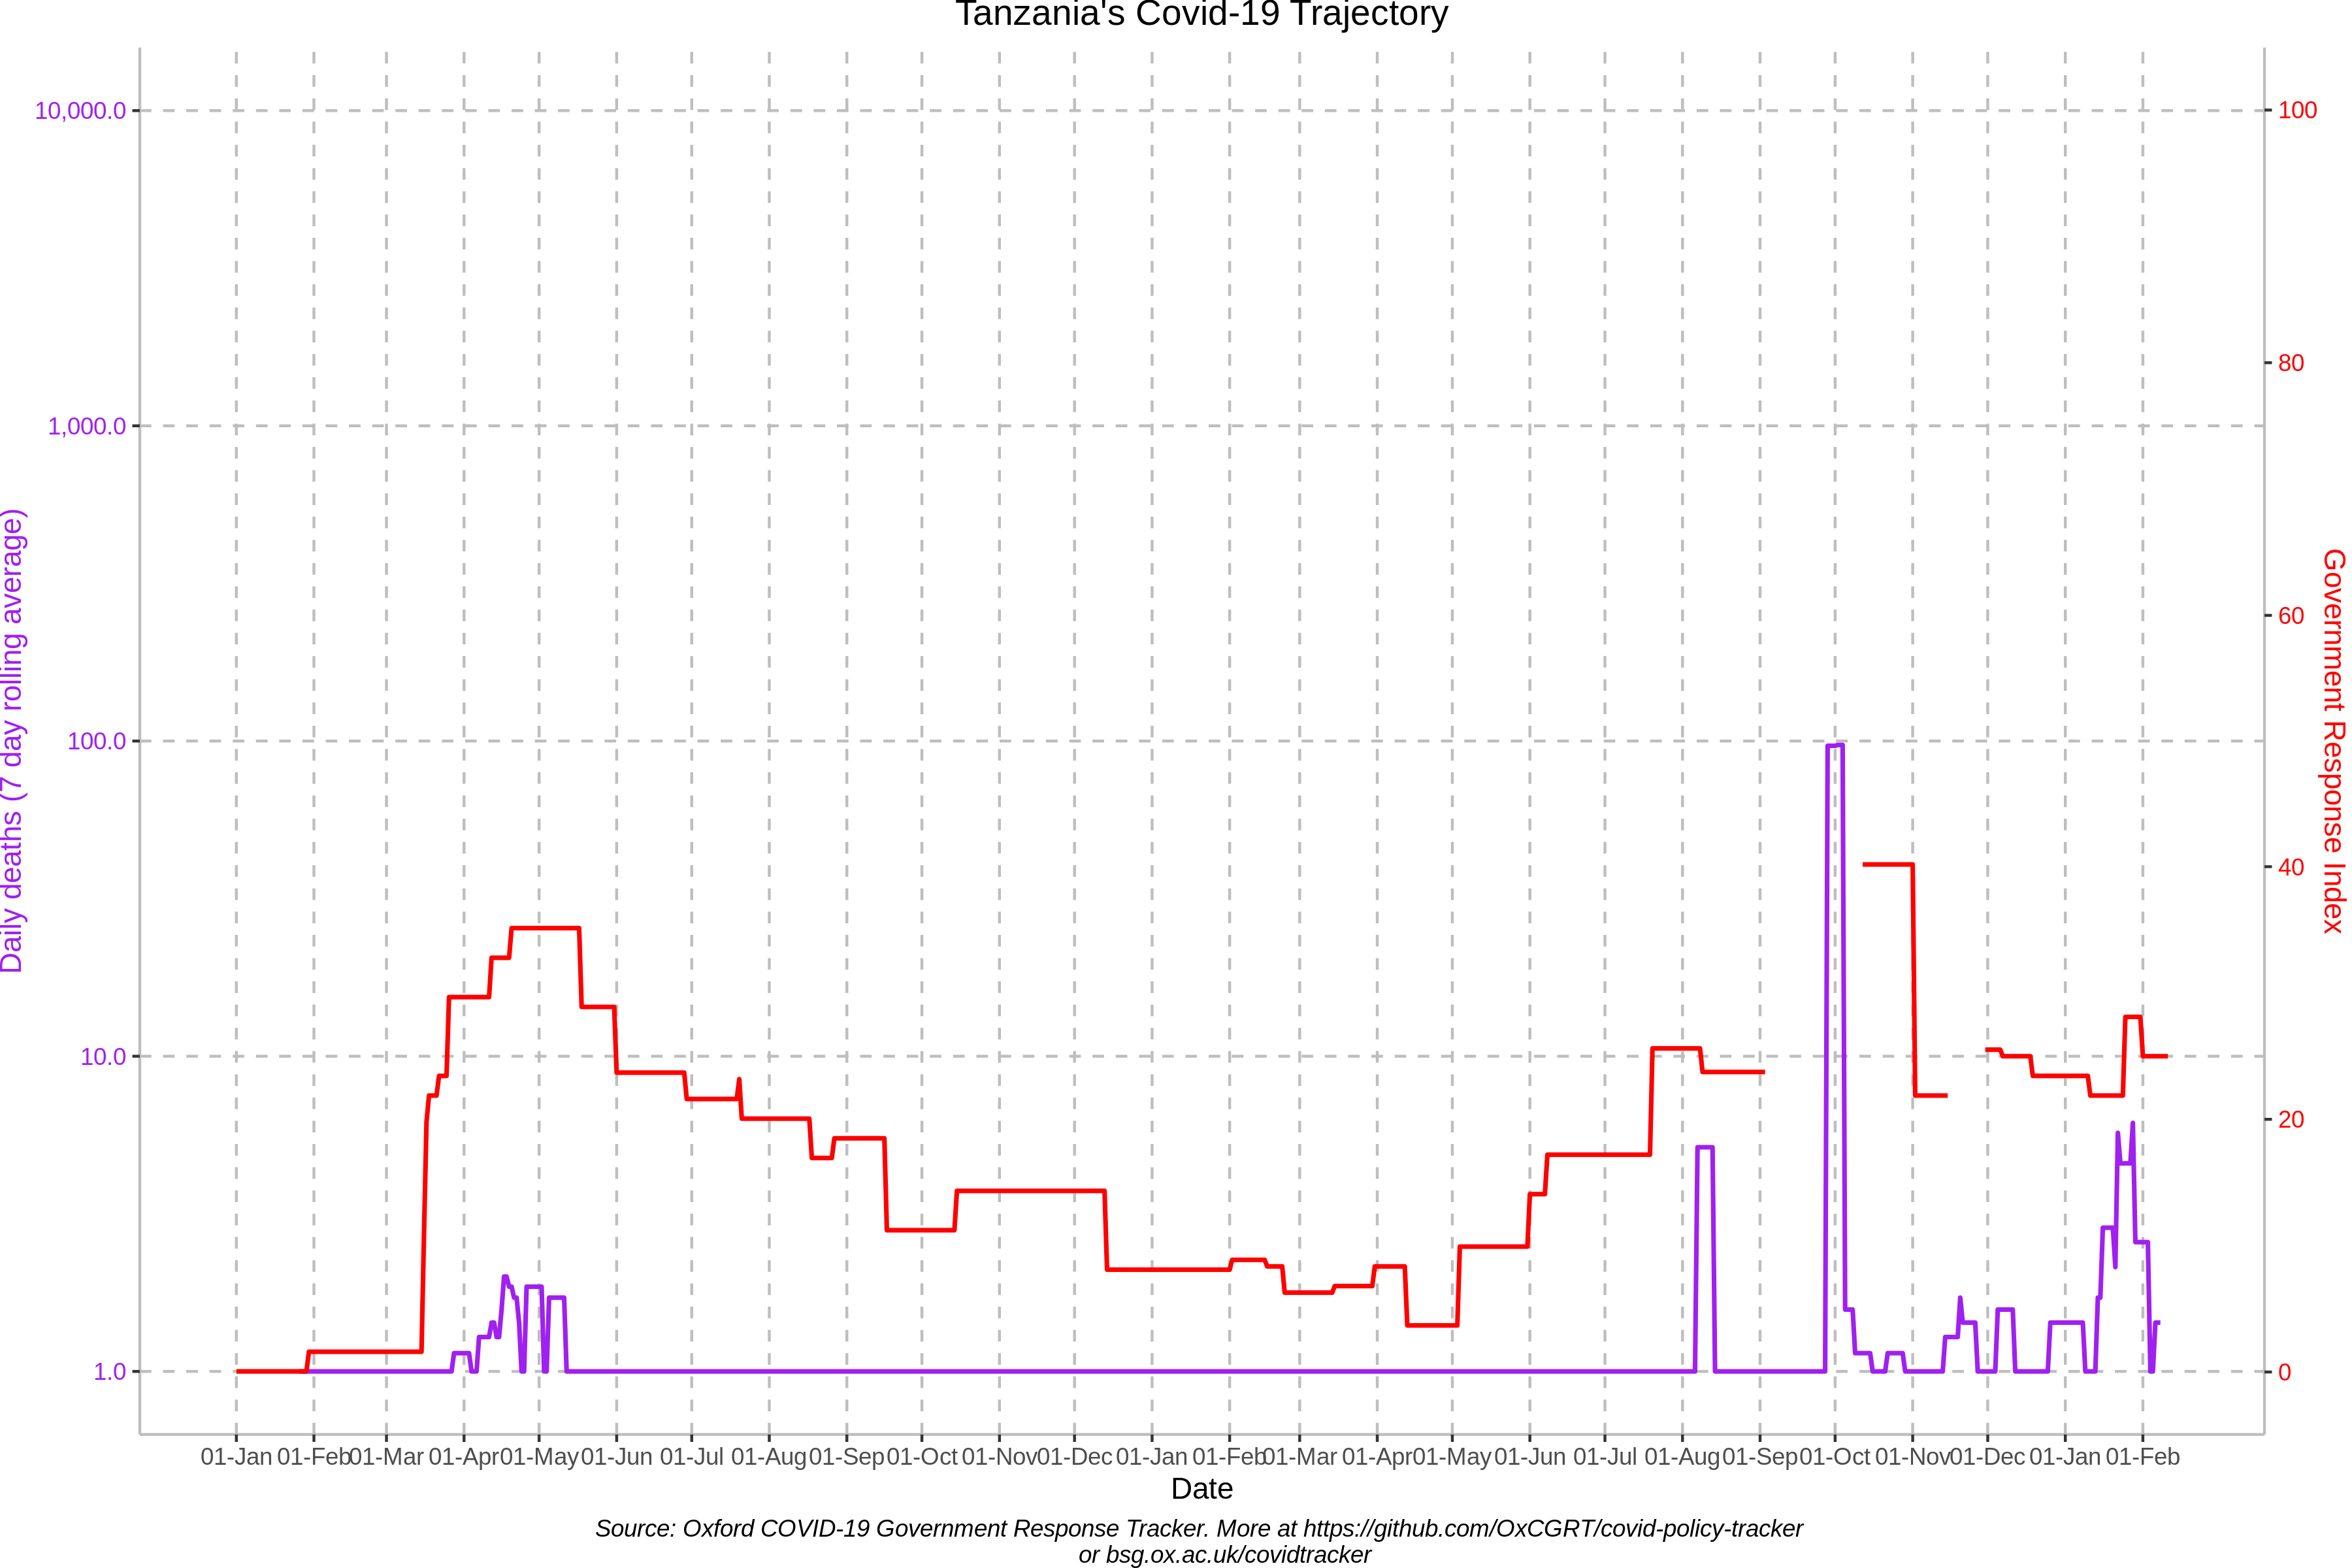 Tanzania's Covid-19 Trajectory
10,000.0
1,000.0
100.0
10.0
1.0
Daily deaths (7 day rolling average)
100
80
60
40
20
0
Government Response Index
01-Jan 01-Feb 01-Mar 01-Apr 01-May 01-Jun 01-Jul 01-Aug 01-Sep 01-Oct 01-Nov 01-Dec 01-Jan 01-Feb 01-Mar 01-Apr 01-May 01-Jun 01-Jul 01-Aug 01-Sep 01-Oct 01-Nov 01-Dec 01-Jan 01-Feb
Date
Source: Oxford COVID-19 Government Response Tracker. More at https://github.com/OxCGRT/covid-policy-tracker
or bsg.ox.ac.uk/covidtracker